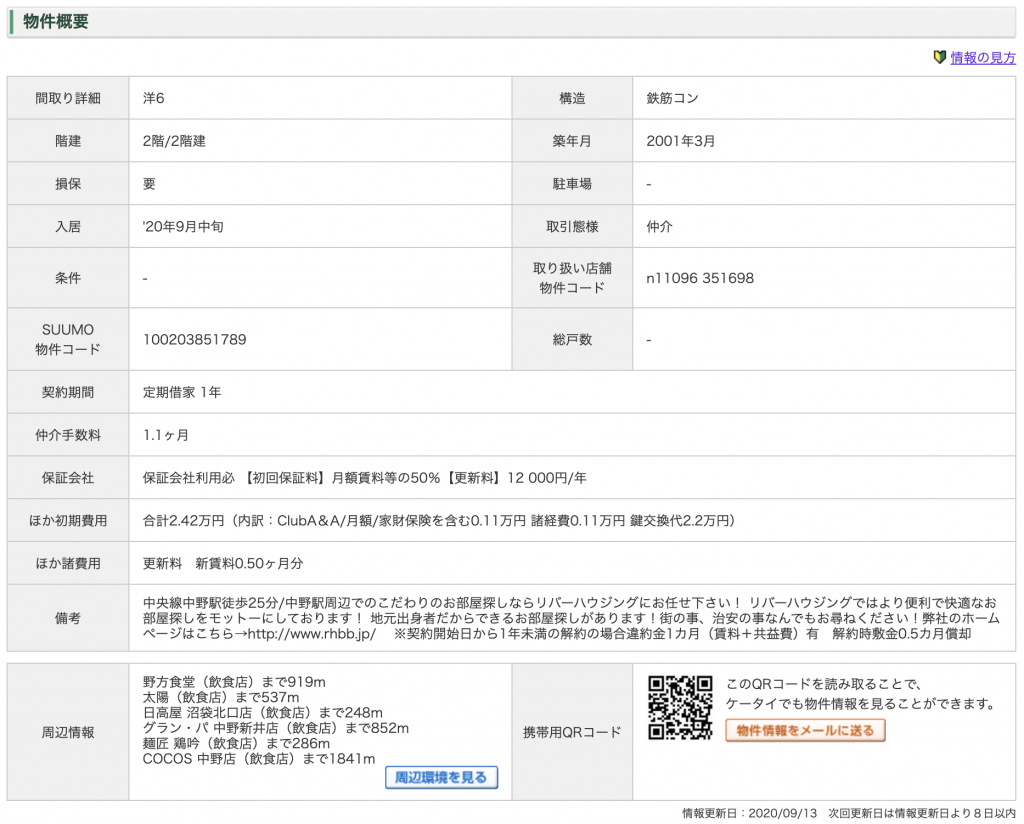 物件概要
情報の見方
間取り詳細 洋6 構造 鉄筋コン
階建 2階/2階建 築年月 2001年3月
損保 要 駐車場 -
入居 '20年9月中旬 取引態様 仲介
条件 - 取り扱い店舗
物件コード n11096 351698
SUUMO
物件コード 100203851789 総戸数 -
契約期間 定期借家 1年
仲介手数料 1.1ヶ月
保証会社 保証会社利用必 【初回保証料】月額賃料等の50%【更新料】12 000円/年
ほか初期費用 合計2.42万円（内訳：ClubA＆A/月額/家財保険を含む0.11万円 諸経費0.11万円 鍵交換代2.2万円）
ほか諸費用 更新料　新賃料0.50ヶ月分
備考
中央線中野駅徒歩25分/中野駅周辺でのこだわりのお部屋探しならリバーハウジングにお任せ下さい！ リバーハウジングではより便利で快適なお
部屋探しをモットーにしております！ 地元出身者だからできるお部屋探しがあります！街の事、治安の事なんでもお尋ねください！弊社のホーム
ページはこちら→http://www.rhbb.jp/　※契約開始日から1年未満の解約の場合違約金1カ月（賃料＋共益費）有　解約時敷金0.5カ月償却
周辺情報
野方食堂（飲食店）まで919m
太陽（飲食店）まで537m
日高屋 沼袋北口店（飲食店）まで248m
グラン・パ 中野新井店（飲食店）まで852m
麺匠 鶏吟（飲食店）まで286m
COCOS 中野店（飲食店）まで1841m
周辺環境を見る
携帯用QRコード
このQRコードを読み取ることで、
ケータイでも物件情報を見ることができます。
物件情報をメールに送る
情報更新日：2020/09/13　次回更新日は情報更新日より８日以内